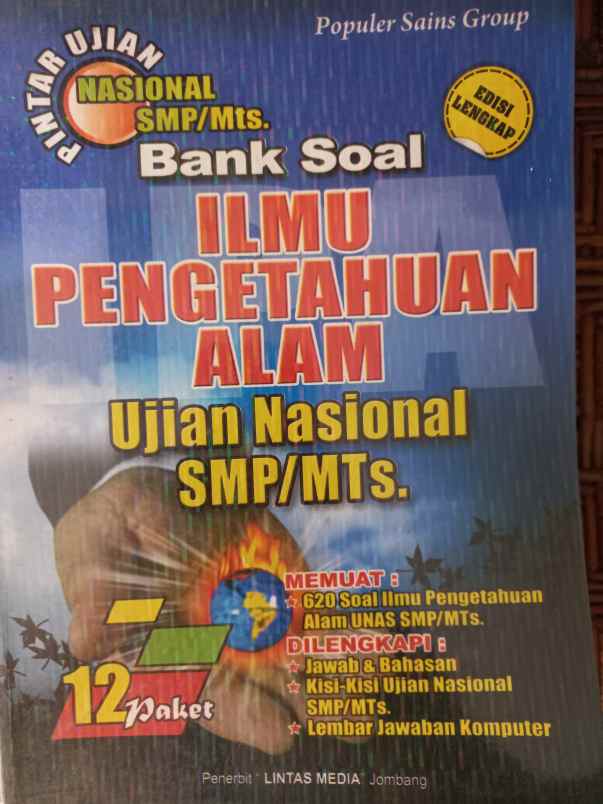 Populer Sains Group
PINTAR UJIAN
NASIONAL
SMP/Mts.
EDISI
LENGKAP
Bank Soal
IPA
ILMU
PENGETAHUAN
ALAM
Ujian Nasional
SMP/MTs.
MEMUAT :
620 Soal Ilmu Pengetahuan
Alam UNAS SMP/MTs.
DILENGKAPI :
Jawab & Bahasan
Kisi-Kisi Ujian Nasional
SMP/MTs.
Lembar Jawaban Komputer
12 Paket
Penerbit " LINTAS MEDIA" Jombang